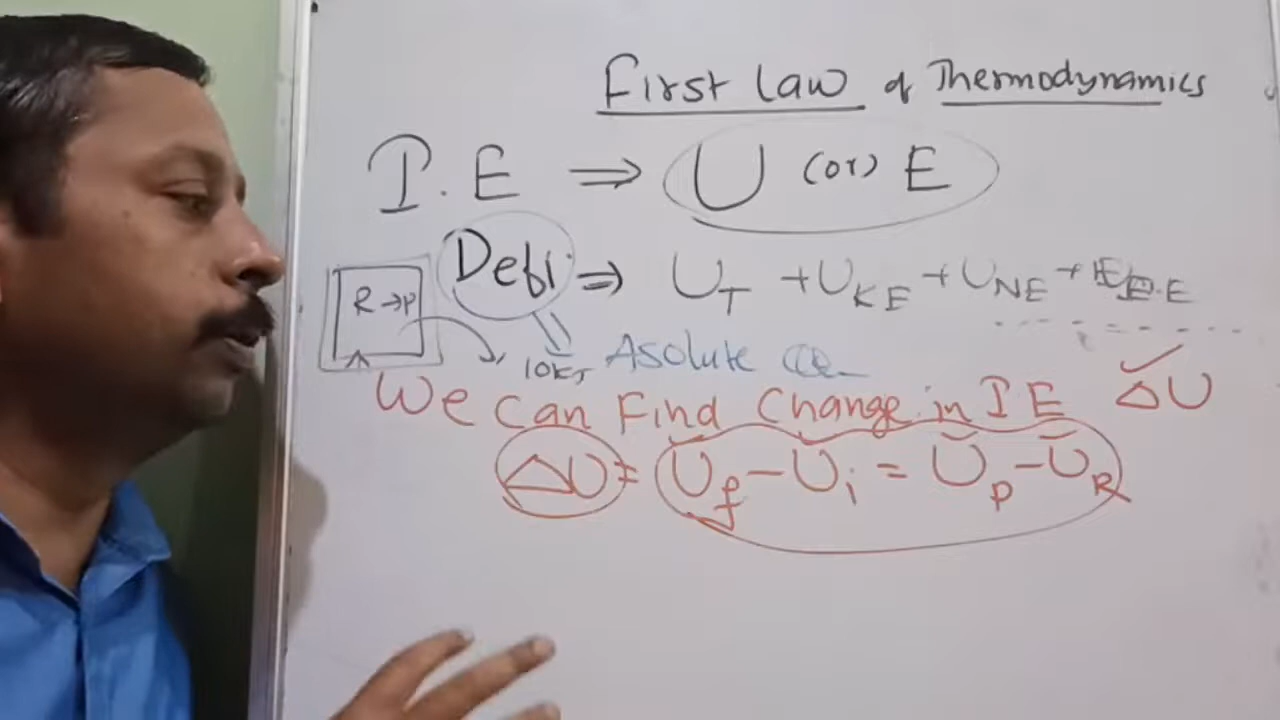 First Law of Thermodynamics
I.E ⇒ U (or) E
Defi ⇒ U_T + U_KE + U_NE +
R → P
10kJ Asolute
We can Find Change in I E ΔU
ΔU = U_f - U_i = U_P - U_R